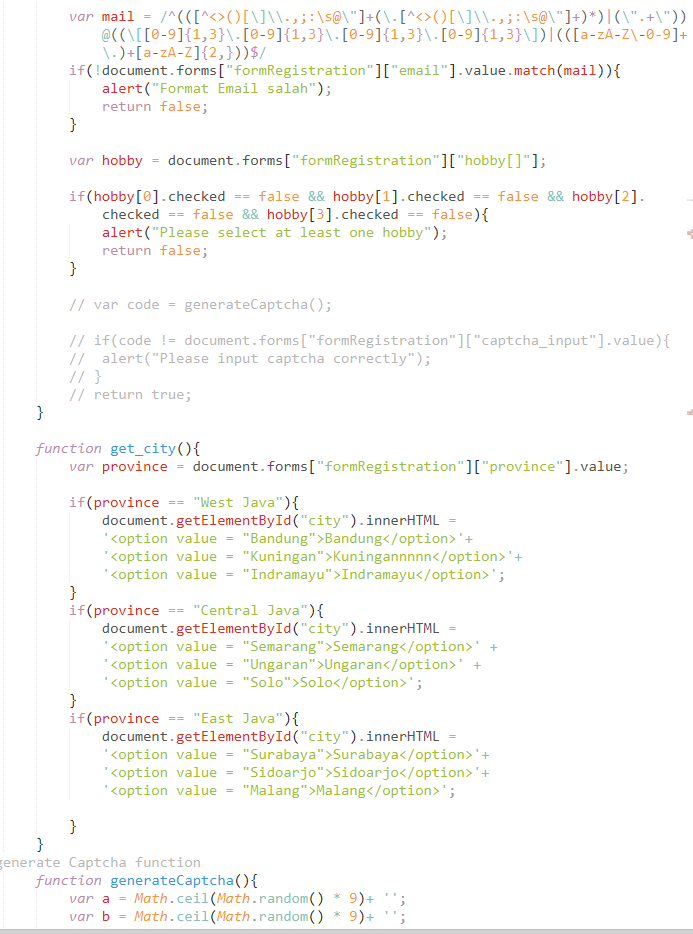 var mail = /^(([^<>()[\]\\.,;:\s@\"]+(\.[^<>()[\]\\.,;:\s@\"]+)*)|(\".+\"))
@((\[[0-9]{1,3}\.[0-9]{1,3}\.[0-9]{1,3}\.[0-9]{1,3}\])|(([a-zA-Z\-0-9]+
\.)+[a-zA-Z]{2,}))$/
if(!document.forms["formRegistration"]["email"].value.match(mail)){
alert("Format Email salah");
return false;
}
var hobby = document.forms["formRegistration"]["hobby[]"];
if(hobby[0].checked == false && hobby[1].checked == false && hobby[2].
checked == false && hobby[3].checked == false){
alert("Please select at least one hobby");
return false;
}
// var code = generateCaptcha();
// if(code != document.forms["formRegistration"]["captcha_input"].value){
//  alert("Please input captcha correctly");
// }
// return true;
}
function get_city(){
var province = document.forms["formRegistration"]["province"].value;
if(province == "West Java"){
document.getElementById("city").innerHTML =
'<option value = "Bandung">Bandung</option>'+
'<option value = "Kuningan">Kuningannnnn</option>'+
'<option value = "Indramayu">Indramayu</option>';
}
if(province == "Central Java"){
document.getElementById("city").innerHTML =
'<option value = "Semarang">Semarang</option>' +
'<option value = "Ungaran">Ungaran</option>' +
'<option value = "Solo">Solo</option>';
}
if(province == "East Java"){
document.getElementById("city").innerHTML =
'<option value = "Surabaya">Surabaya</option>'+
'<option value = "Sidoarjo">Sidoarjo</option>'+
'<option value = "Malang">Malang</option>';
}
}
generate Captcha function
function generateCaptcha(){
var a = Math.ceil(Math.random() * 9)+ '';
var b = Math.ceil(Math.random() * 9)+ '';